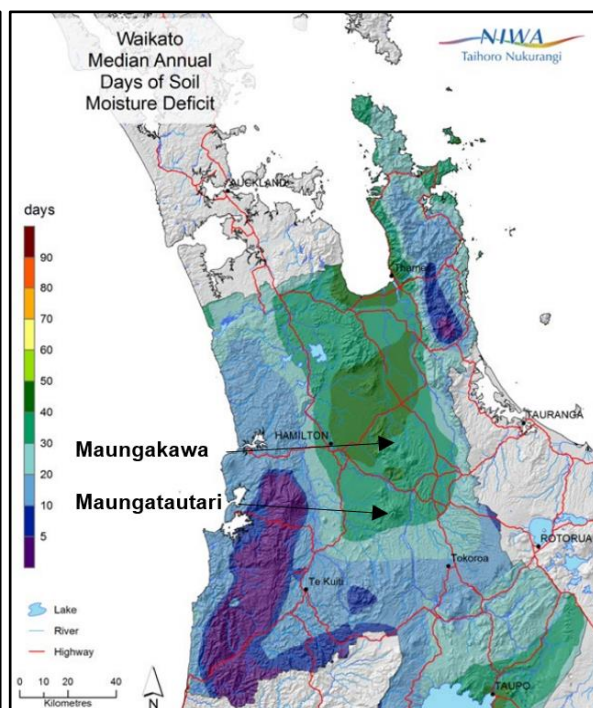 Waikato
Median Annual
Days of Soil
Moisture Deficit
NIWA
Taihoro Nukurangi
days
AUCKLAND
90
80
70
60
50
40
30
20
10
5
Thames
TAURANGA
HAMILTON
Maungakawa
Maungatautari
ROTORUA
Tokoroa
Te Kuiti
TAUPO
Lake
River
Highway
0 20 40
Kilometres
N